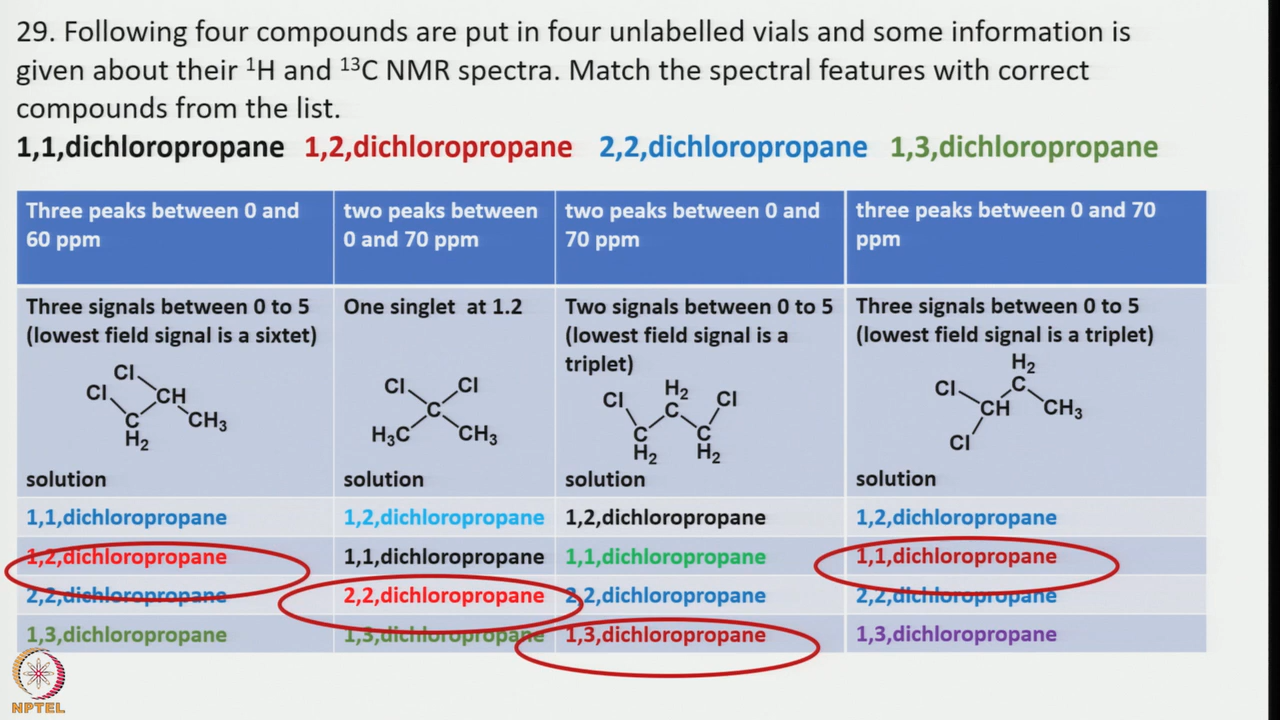 29. Following four compounds are put in four unlabelled vials and some information is
given about their ¹H and ¹³C NMR spectra. Match the spectral features with correct
compounds from the list.
1,1,dichloropropane 1,2,dichloropropane 2,2,dichloropropane 1,3,dichloropropane
Three peaks between 0 and
60 ppm
two peaks between
0 and 70 ppm
two peaks between 0 and
70 ppm
three peaks between 0 and 70
ppm
Three signals between 0 to 5
(lowest field signal is a sixtet)
Cl
Cl CH
C CH₃
H₂
solution
One singlet at 1.2
Cl Cl
C
H₃C CH₃
solution
Two signals between 0 to 5
(lowest field signal is a
triplet)
H₂
Cl C Cl
C C
H₂ H₂
solution
Three signals between 0 to 5
(lowest field signal is a triplet)
H₂
Cl C
CH CH₃
Cl
solution
1,1,dichloropropane 1,2,dichloropropane 1,2,dichloropropane 1,2,dichloropropane
1,2,dichloropropane 1,1,dichloropropane 1,1,dichloropropane 1,1,dichloropropane
2,2,dichloropropane 2,2,dichloropropane 2,2,dichloropropane 2,2,dichloropropane
1,3,dichloropropane 1,3,dichloropropane 1,3,dichloropropane 1,3,dichloropropane
NPTEL